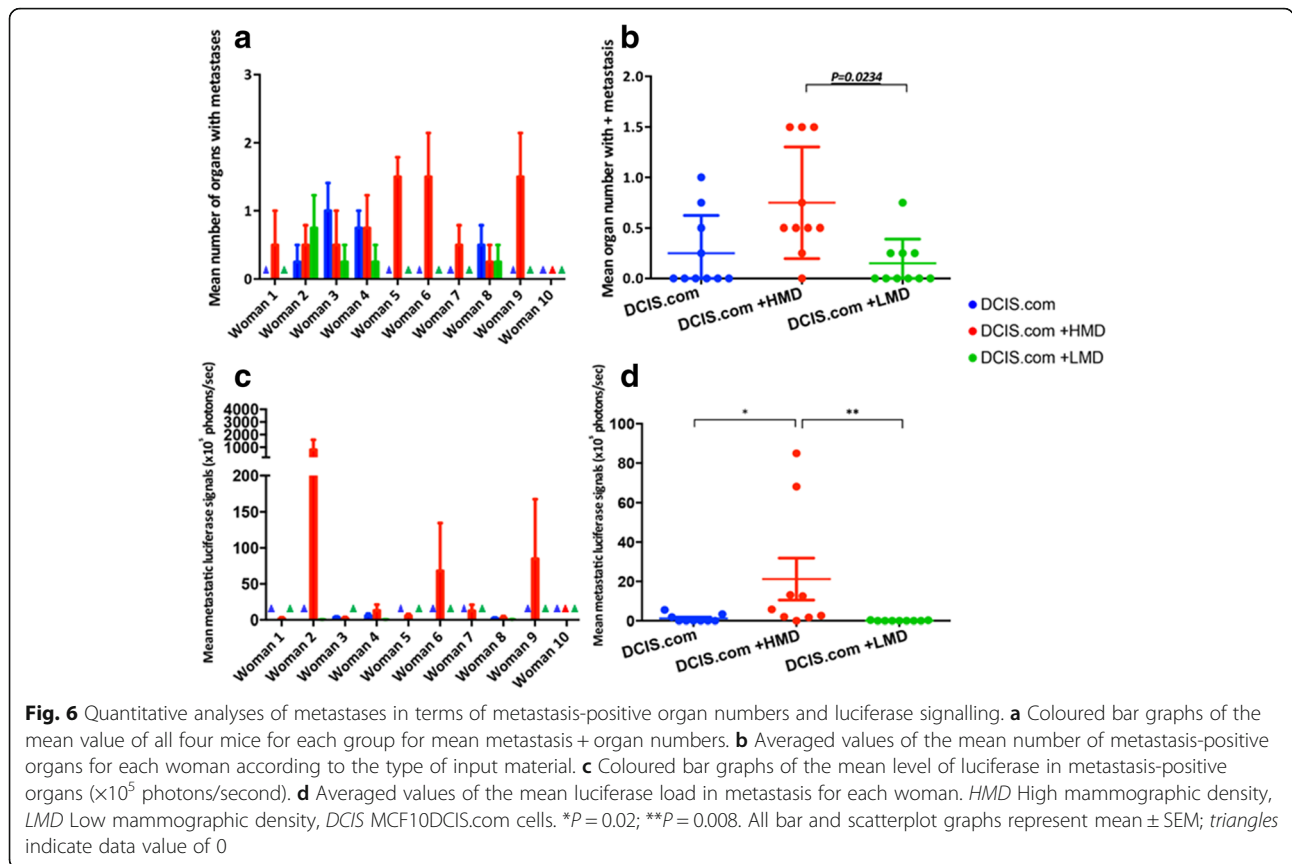 a
Mean number of organs with metastases
3
2
1
0
Woman 1
Woman 2
Woman 3
Woman 4
Woman 5
Woman 6
Woman 7
Woman 8
Woman 9
Woman 10
b
Mean organ number with + metastasis
P=0.0234
2.0
1.5
1.0
0.5
0.0
DCIS.com
DCIS.com +HMD
DCIS.com +LMD
DCIS.com
DCIS.com +HMD
DCIS.com +LMD
c
Mean metastatic luciferase signals (x10⁵ photons/sec)
4000
3000
2000
1000
200
150
100
50
0
Woman 1
Woman 2
Woman 3
Woman 4
Woman 5
Woman 6
Woman 7
Woman 8
Woman 9
Woman 10
d
Mean metastatic luciferase signals (x10⁵ photons/sec)
*
**
100
80
60
40
20
0
DCIS.com
DCIS.com +HMD
DCIS.com +LMD
Fig. 6 Quantitative analyses of metastases in terms of metastasis-positive organ numbers and luciferase signalling. a Coloured bar graphs of the
mean value of all four mice for each group for mean metastasis + organ numbers. b Averaged values of the mean number of metastasis-positive
organs for each woman according to the type of input material. c Coloured bar graphs of the mean level of luciferase in metastasis-positive
organs (×10⁵ photons/second). d Averaged values of the mean luciferase load in metastasis for each woman. HMD High mammographic density,
LMD Low mammographic density, DCIS MCF10DCIS.com cells. *P = 0.02; **P = 0.008. All bar and scatterplot graphs represent mean ± SEM; triangles
indicate data value of 0